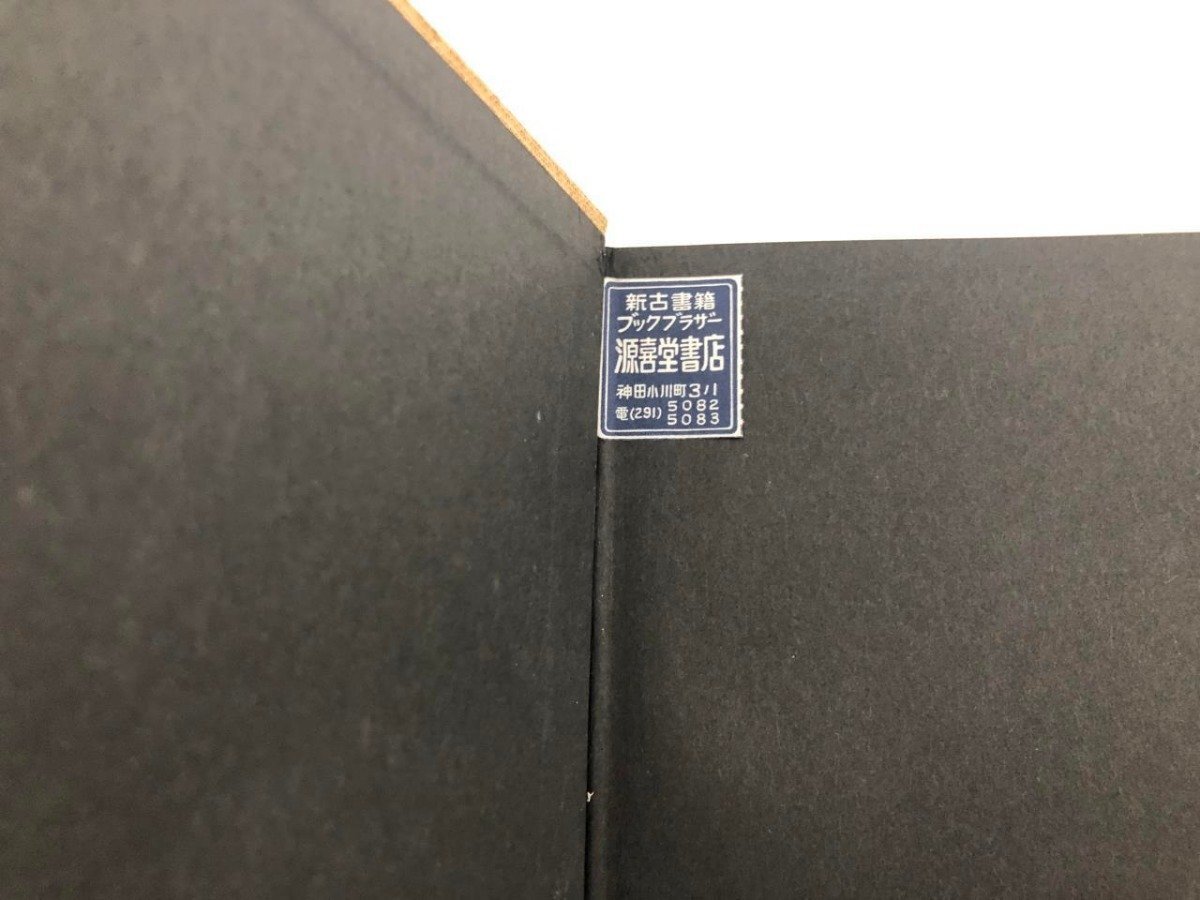 新古書籍
ブックブラザー
源喜堂書店
神田小川町3ノ1
電(291) 5082
5083